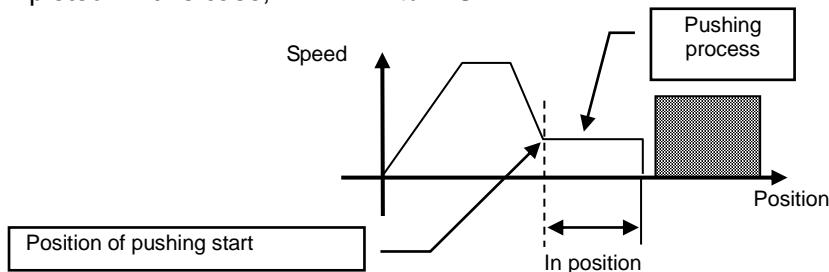 Pushing
process
Speed
Position
Position of pushing start
In position